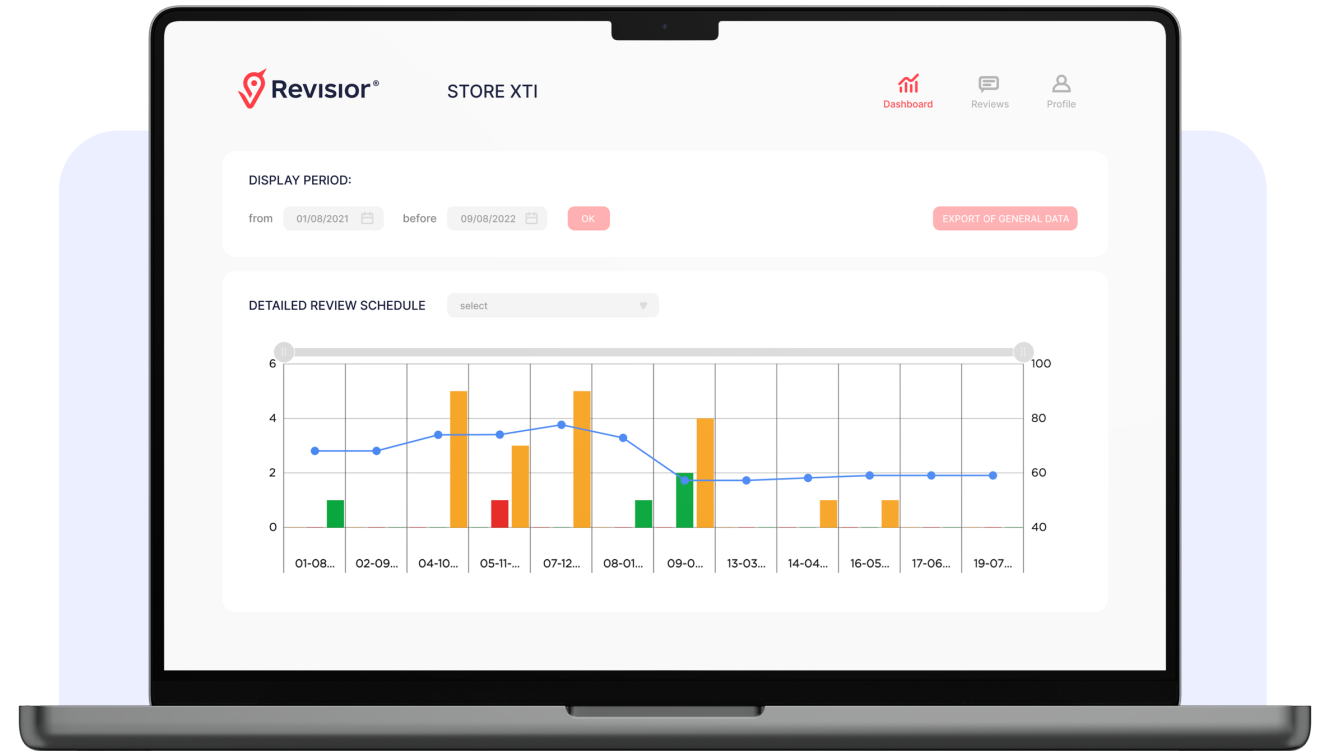 Revisior®
STORE XTI
Dashboard
Reviews
Profile
DISPLAY PERIOD:
from 01/08/2021 before 09/08/2022 OK
EXPORT OF GENERAL DATA
DETAILED REVIEW SCHEDULE
select
6 100
4 80
2 60
0 40
01-08... 02-09... 04-10... 05-11-... 07-12... 08-01... 09-0... 13-03... 14-04... 16-05... 17-06... 19-07...